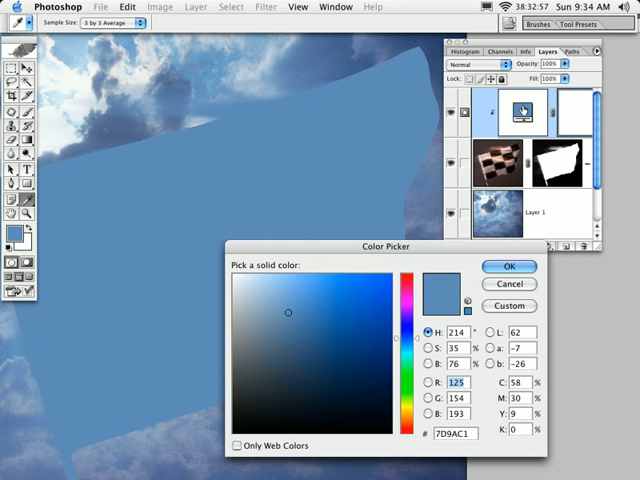 Photoshop File Edit Image Layer Select Filter View Window Help 38:32:57 Sun 9:34 AM
Sample Size: 3 by 3 Average Brushes Tool Presets
Histogram Channels Info Layers Paths
Normal Opacity: 100%
Lock: Fill: 100%
Layer 1
Color Picker
Pick a solid color:
OK
Cancel
Custom
H: 214 ° L: 62
S: 35 % a: -7
B: 76 % b: -26
R: 125 C: 58 %
G: 154 M: 30 %
B: 193 Y: 9 %
# 7D9AC1 K: 0 %
Only Web Colors